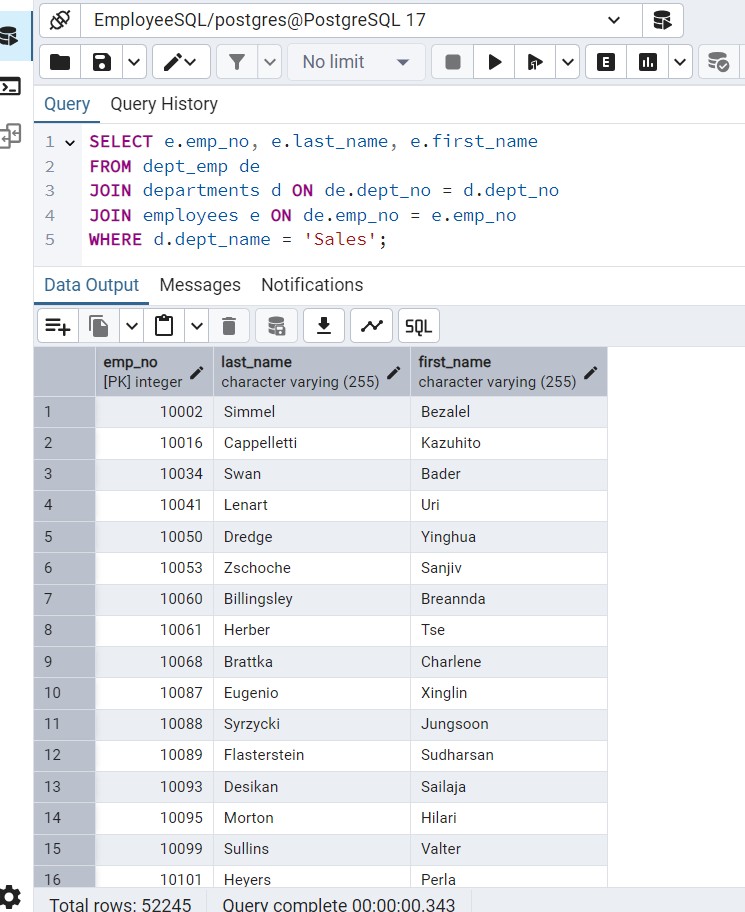 EmployeeSQL/postgres@PostgreSQL 17
No limit
E
Query Query History
1 SELECT e.emp_no, e.last_name, e.first_name
2 FROM dept_emp de
3 JOIN departments d ON de.dept_no = d.dept_no
4 JOIN employees e ON de.emp_no = e.emp_no
5 WHERE d.dept_name = 'Sales';
Data Output Messages Notifications
SQL
emp_no last_name first_name
[PK] integer character varying (255) character varying (255)
1 10002 Simmel Bezalel
2 10016 Cappelletti Kazuhito
3 10034 Swan Bader
4 10041 Lenart Uri
5 10050 Dredge Yinghua
6 10053 Zschoche Sanjiv
7 10060 Billingsley Breannda
8 10061 Herber Tse
9 10068 Brattka Charlene
10 10087 Eugenio Xinglin
11 10088 Syrzycki Jungsoon
12 10089 Flasterstein Sudharsan
13 10093 Desikan Sailaja
14 10095 Morton Hilari
15 10099 Sullins Valter
16 10101 Heyers Perla
Total rows: 52245 Query complete 00:00:00.343